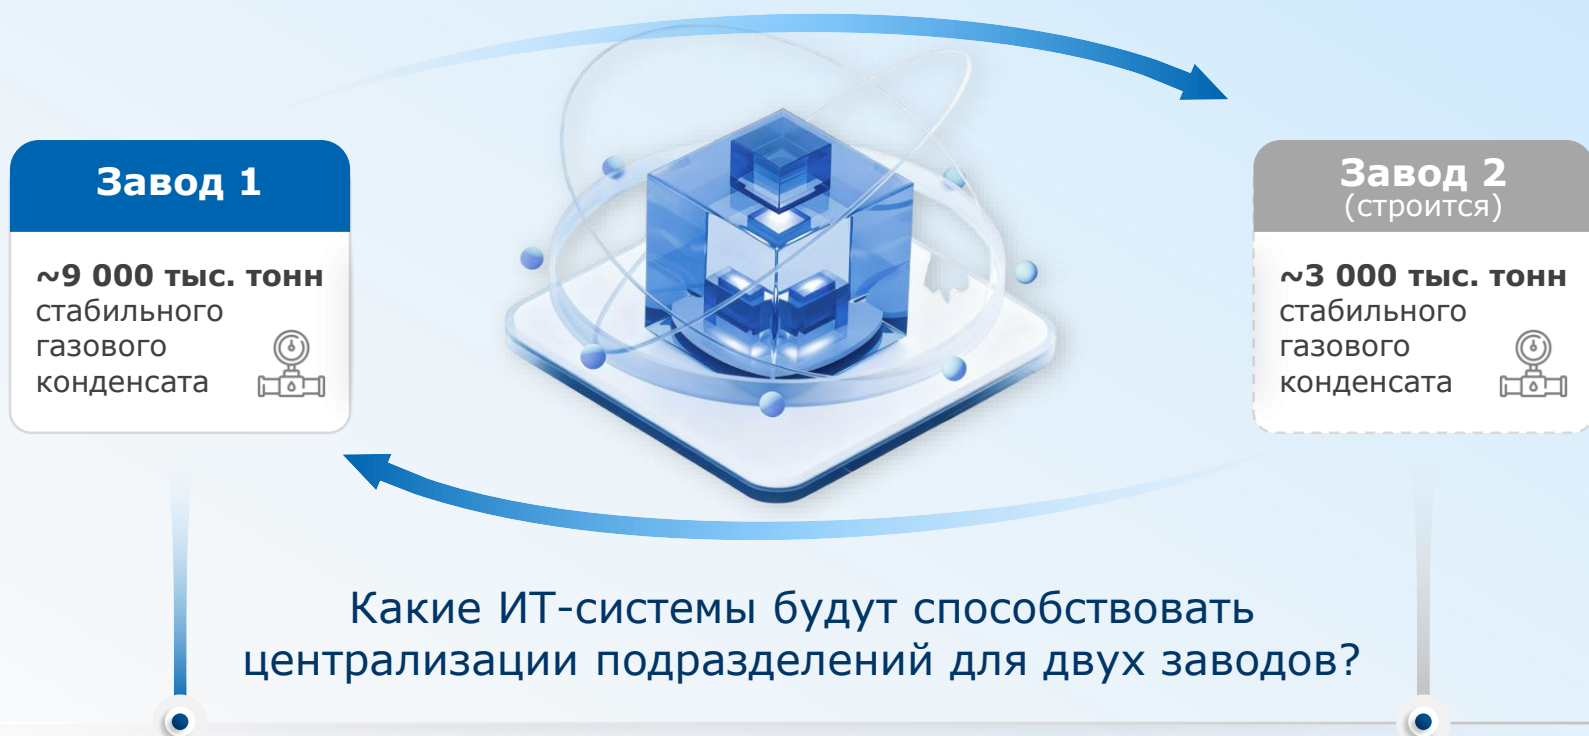 Завод 1
~9 000 тыс. тонн
стабильного
газового
конденсата
Завод 2
(строится)
~3 000 тыс. тонн
стабильного
газового
конденсата
Какие ИТ-системы будут способствовать
централизации подразделений для двух заводов?